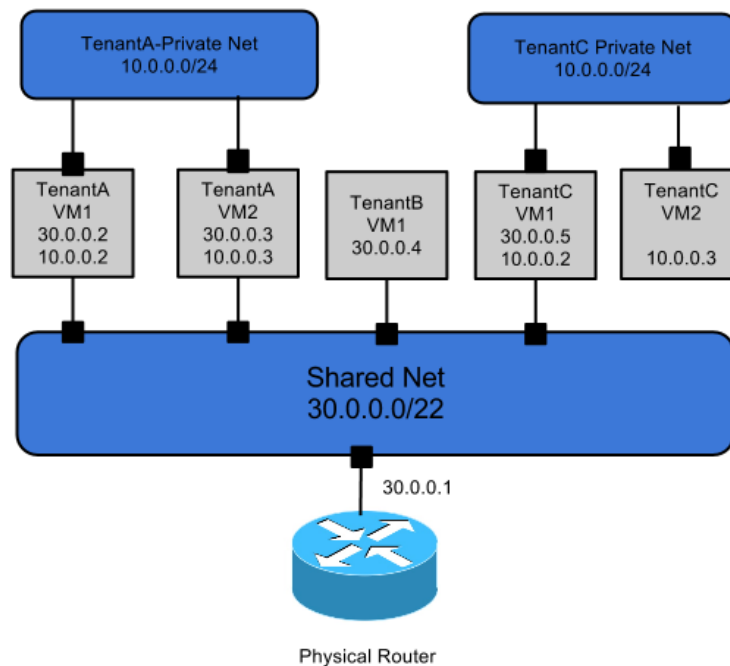 TenantA-Private Net
10.0.0.0/24
TenantC Private Net
10.0.0.0/24
TenantA
VM1
30.0.0.2
10.0.0.2
TenantA
VM2
30.0.0.3
10.0.0.3
TenantB
VM1
30.0.0.4
TenantC
VM1
30.0.0.5
10.0.0.2
TenantC
VM2
10.0.0.3
Shared Net
30.0.0.0/22
30.0.0.1
Physical Router